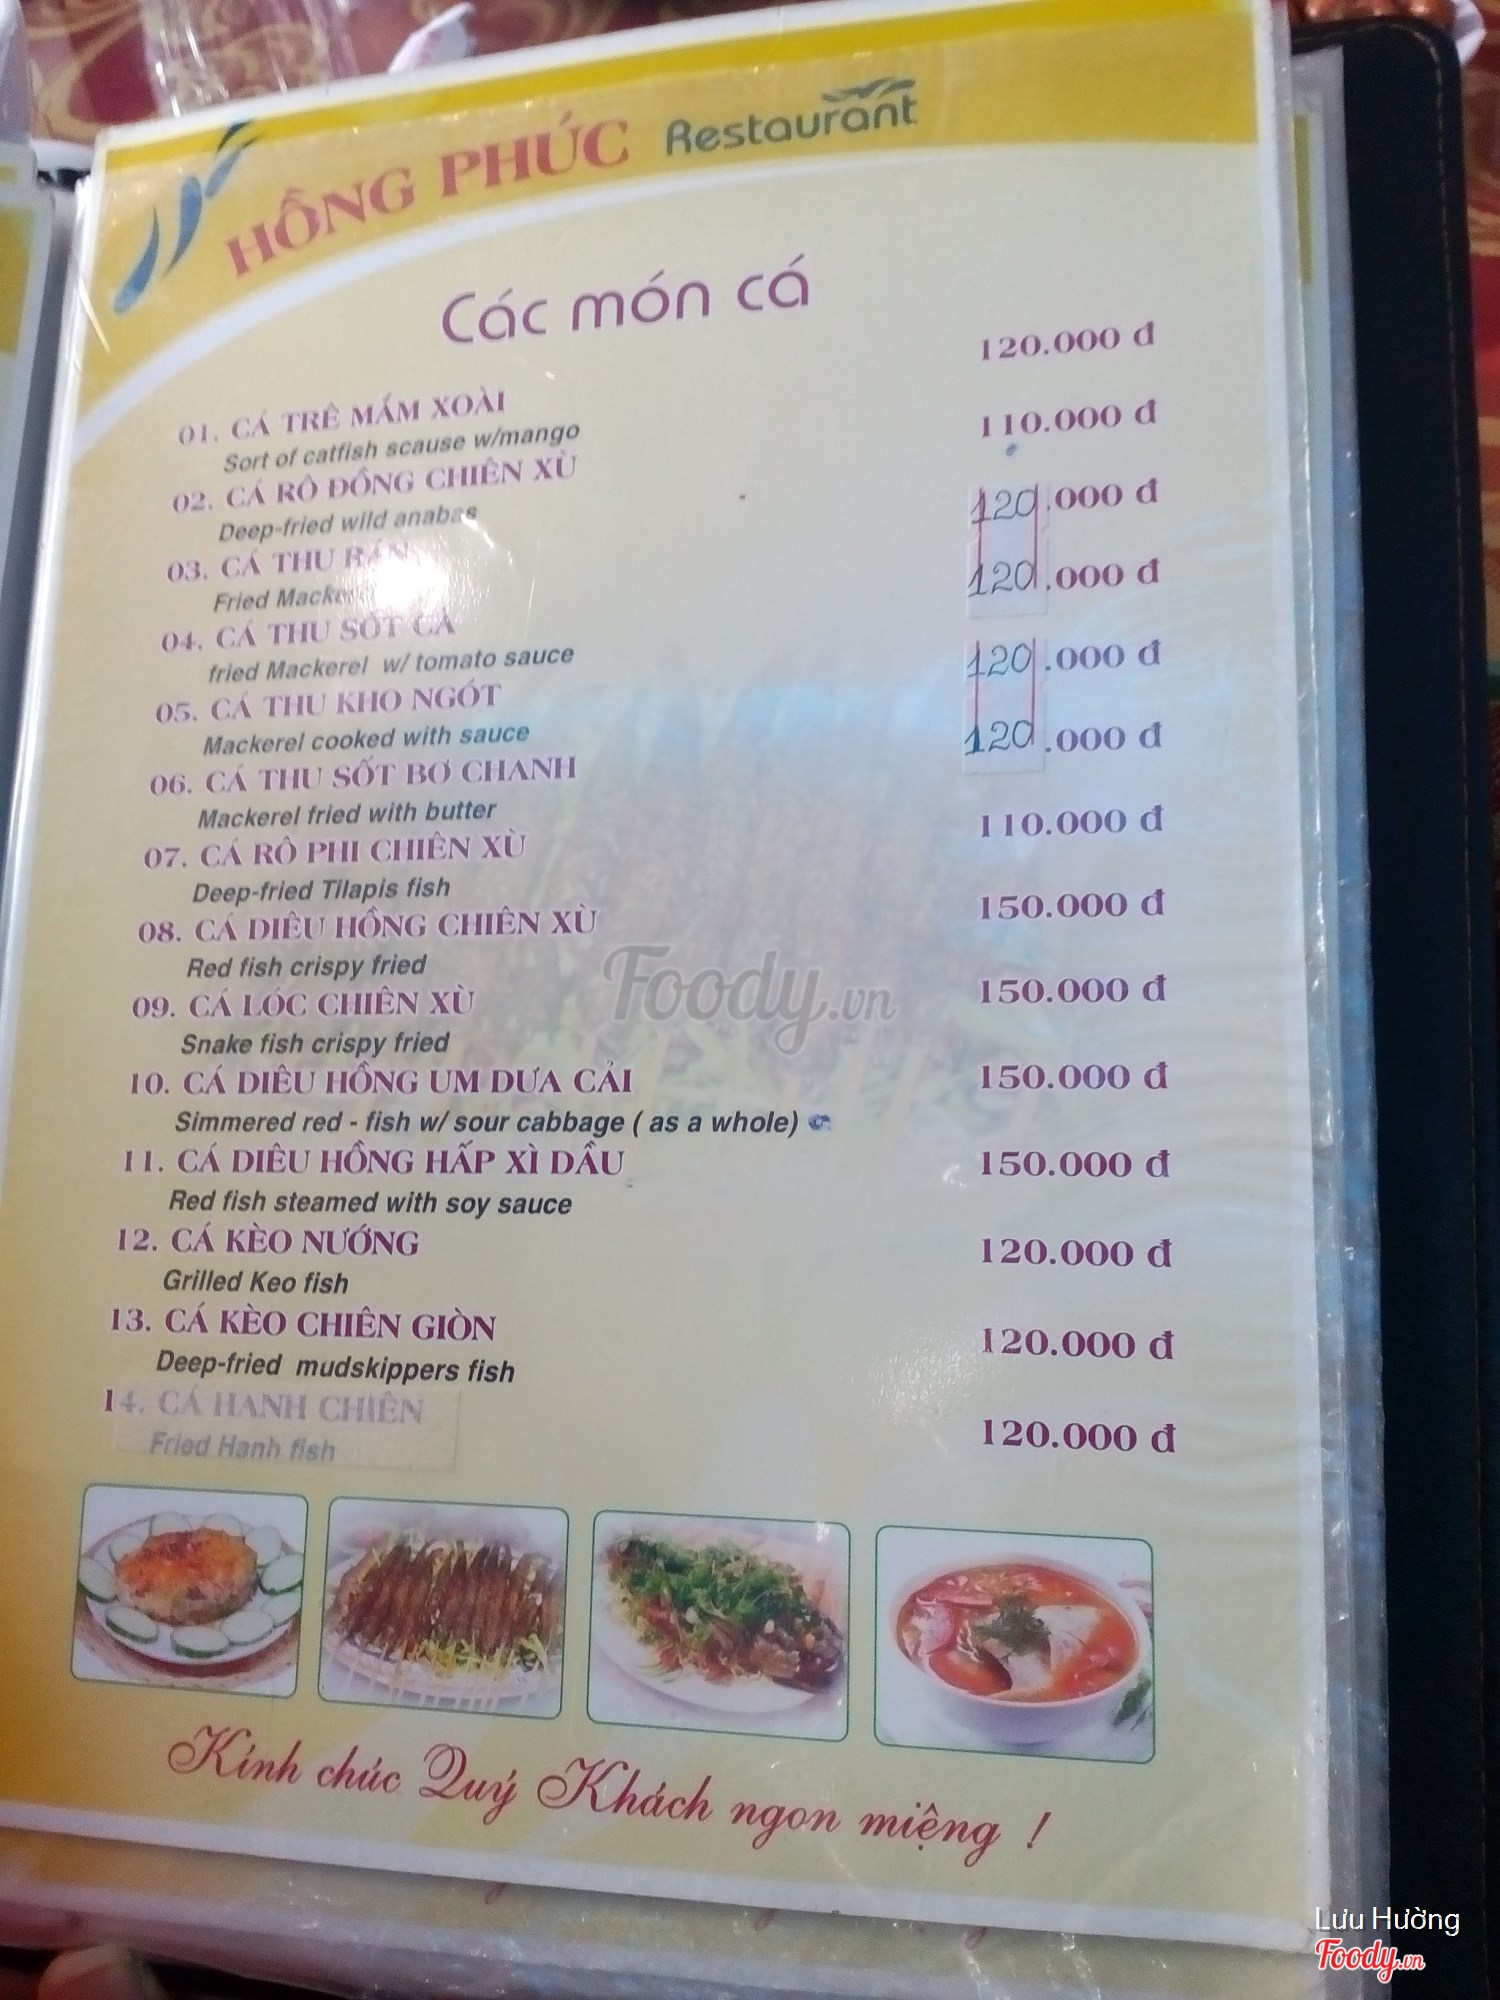 HỒNG PHÚC Restaurant
Các món cá
01. CÁ TRÊ MẮM XOÀI 120.000 đ
Sort of catfish scause w/mango
02. CÁ RÔ ĐỒNG CHIÊN XÙ 110.000 đ
Deep-fried wild anabas
03. CÁ THU RÁN 120.000 đ
Fried
04. CÁ THU SỐT CÀ 120.000 đ
fried Mackerel w/ tomato sauce
05. CÁ THU KHO NGÓT 120.000 đ
Mackerel cooked with sauce
06. CÁ THU SỐT BƠ CHANH 120.000 đ
Mackerel fried with butter
07. CÁ RÔ PHI CHIÊN XÙ 110.000 đ
Deep-fried Tilapis fish
08. CÁ DIÊU HỒNG CHIÊN XÙ 150.000 đ
Red fish crispy fried
09. CÁ LÓC CHIÊN XÙ 150.000 đ
Snake fish crispy fried
10. CÁ DIÊU HỒNG UM DƯA CẢI 150.000 đ
Simmered red - fish w/ sour cabbage ( as a whole)
11. CÁ DIÊU HỒNG HẤP XÌ DẦU 150.000 đ
Red fish steamed with soy sauce
12. CÁ KÈO NƯỚNG 120.000 đ
Grilled Keo fish
13. CÁ KÈO CHIÊN GIÒN 120.000 đ
Deep-fried mudskippers fish
14. CÁ HANH CHIÊN 120.000 đ
Fried Hanh fish
Foody.vn
Kính chúc Quý Khách ngon miệng !
Lưu Hường
Foody.vn